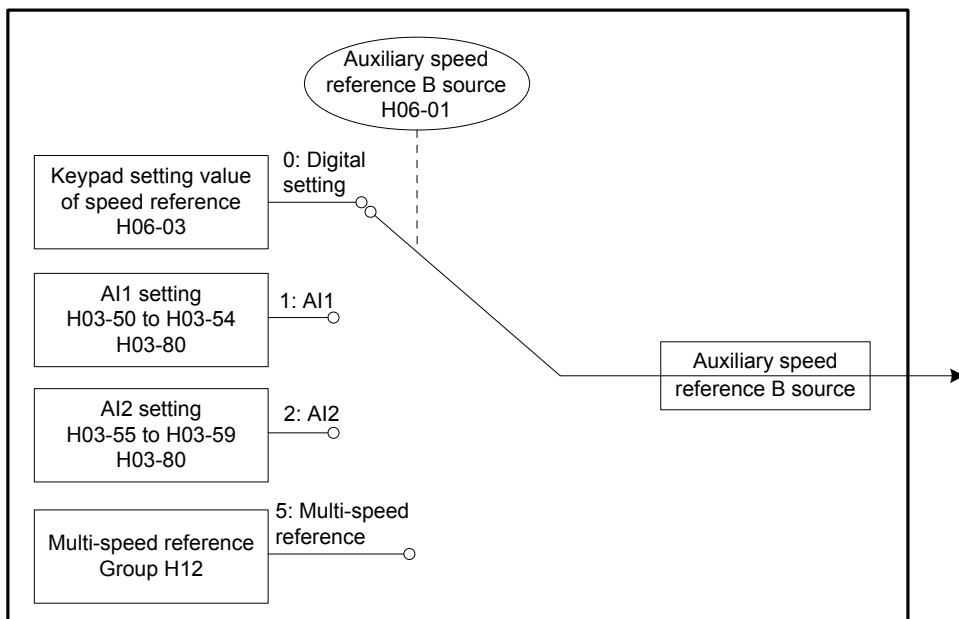 Auxiliary speed
reference B source
H06-01
0: Digital
setting
Keypad setting value
of speed reference
H06-03
AI1 setting
H03-50 to H03-54
H03-80
1: AI1
Auxiliary speed
reference B source
AI2 setting
H03-55 to H03-59
H03-80
2: AI2
5: Multi-speed
reference
Multi-speed reference
Group H12